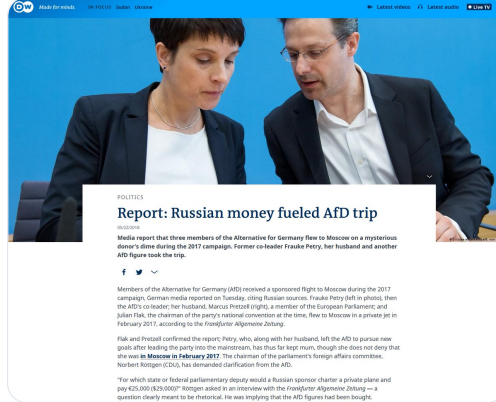 DW Made for minds. IN FOCUS Sudan Ukraine Latest videos Latest audio Live TV
POLITICS
Report: Russian money fueled AfD trip
05/22/2018
Media report that three members of the Alternative for Germany flew to Moscow on a mysterious
donor's dime during the 2017 campaign. Former co-leader Frauke Petry, her husband and another
AfD figure took the trip.
Members of the Alternative for Germany (AfD) received a sponsored flight to Moscow during the 2017
campaign, German media reported on Tuesday, citing Russian sources. Frauke Petry (left in photo), then
the AfD's co-leader; her husband, Marcus Pretzell (right), a member of the European Parliament; and
Julian Flak, the chairman of the party's national convention at the time, flew to Moscow in a private jet in
February 2017, according to the Frankfurter Allgemeine Zeitung.
Flak and Pretzell confirmed the report; Petry, who, along with her husband, left the AfD to pursue new
goals after leading the party into the mainstream, has thus far kept mum, though she does not deny that
she was in Moscow in February 2017. The chairman of the parliament's foreign affairs committee,
Norbert Röttgen (CDU), has demanded clarification from the AfD.
"For which state or federal parliamentary deputy would a Russian sponsor charter a private plane and
pay €25,000 ($29,000)?" Röttgen asked in an interview with the Frankfurter Allgemeine Zeitung — a
question clearly meant to be rhetorical. He was implying that the AfD figures had been bought.